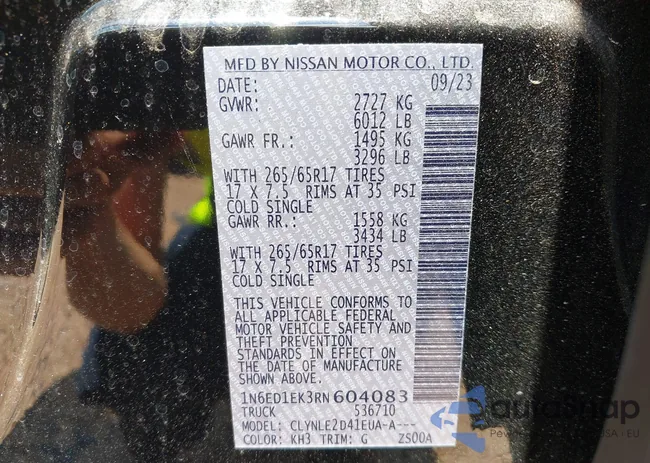 MFD BY NISSAN MOTOR CO., LTD.
DATE: 09/23
GVWR: 2727 KG
6012 LB
GAWR FR.: 1495 KG
3296 LB
WITH 265/65R17 TIRES
17 X 7.5 RIMS AT 35 PSI
COLD SINGLE
GAWR RR.: 1558 KG
3434 LB
WITH 265/65R17 TIRES
17 X 7.5 RIMS AT 35 PSI
COLD SINGLE
THIS VEHICLE CONFORMS TO
ALL APPLICABLE FEDERAL
MOTOR VEHICLE SAFETY AND
THEFT PREVENTION
STANDARDS IN EFFECT ON
THE DATE OF MANUFACTURE
SHOWN ABOVE.
1N6ED1EK3RN604083
TRUCK 536710
MODEL: CLYNLE2D41EUA-A---
COLOR: KH3 TRIM: G ZS00A